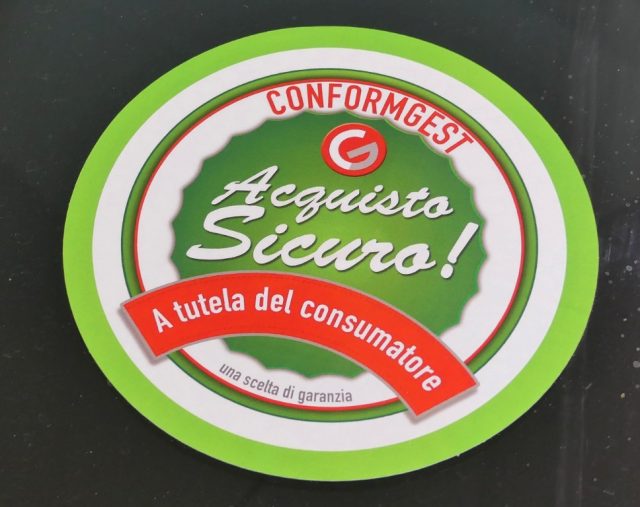 CONFORMGEST
G
Acquisto
Sicuro!
A tutela del consumatore
una scelta di garanzia